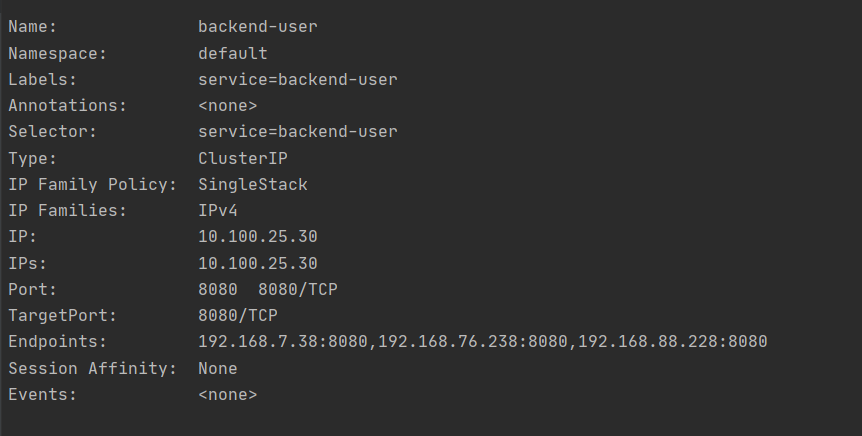 Name:              backend-user
Namespace:         default
Labels:            service=backend-user
Annotations:       <none>
Selector:          service=backend-user
Type:              ClusterIP
IP Family Policy:  SingleStack
IP Families:       IPv4
IP:                10.100.25.30
IPs:               10.100.25.30
Port:              8080  8080/TCP
TargetPort:        8080/TCP
Endpoints:         192.168.7.38:8080,192.168.76.238:8080,192.168.88.228:8080
Session Affinity:  None
Events:            <none>